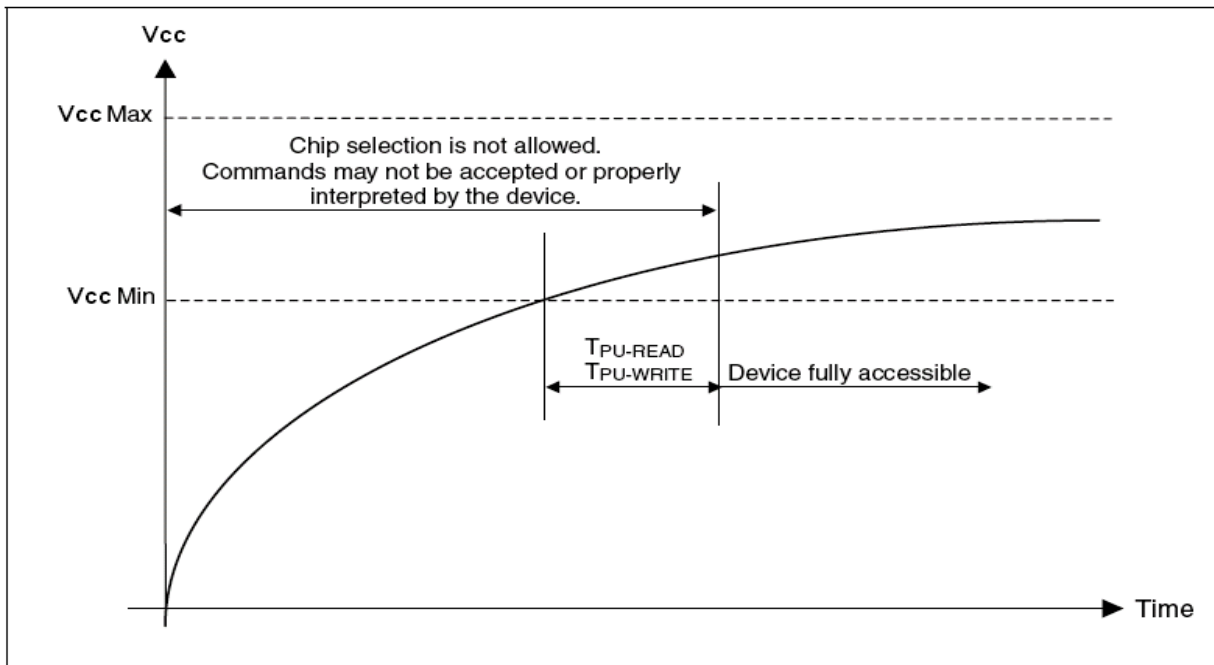 Vcc
Vcc Max
Chip selection is not allowed.
Commands may not be accepted or properly
interpreted by the device.
Vcc Min
TPU-READ
TPU-WRITE
Device fully accessible
Time